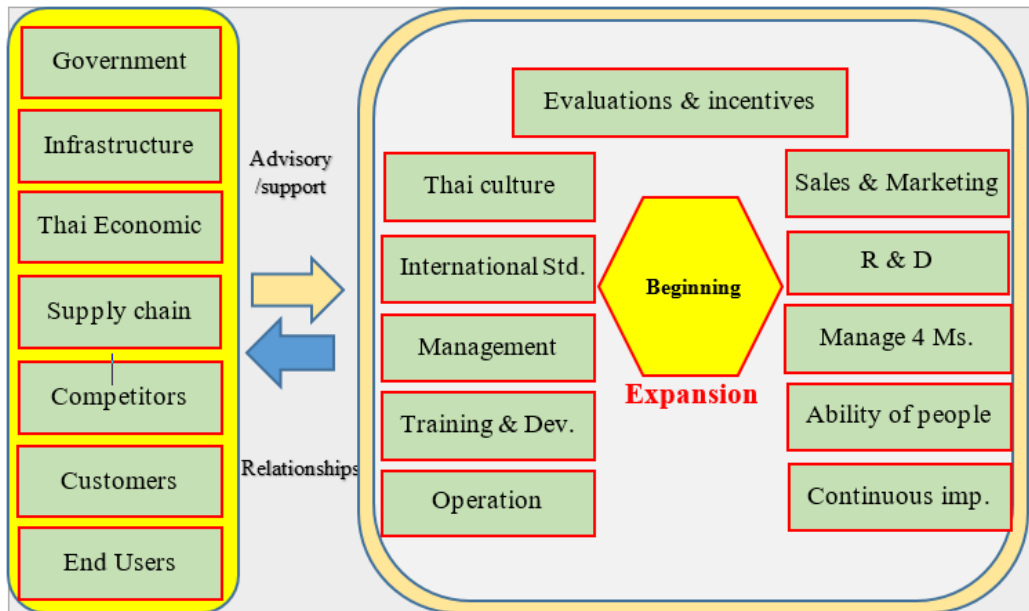 Government
Infrastructure
Thai Economic
Supply chain
Competitors
Customers
End Users
Advisory
/support
Relationships
Evaluations & incentives
Thai culture
International Std.
Management
Training & Dev.
Operation
Beginning
Expansion
Sales & Marketing
R & D
Manage 4 Ms.
Ability of people
Continuous imp.